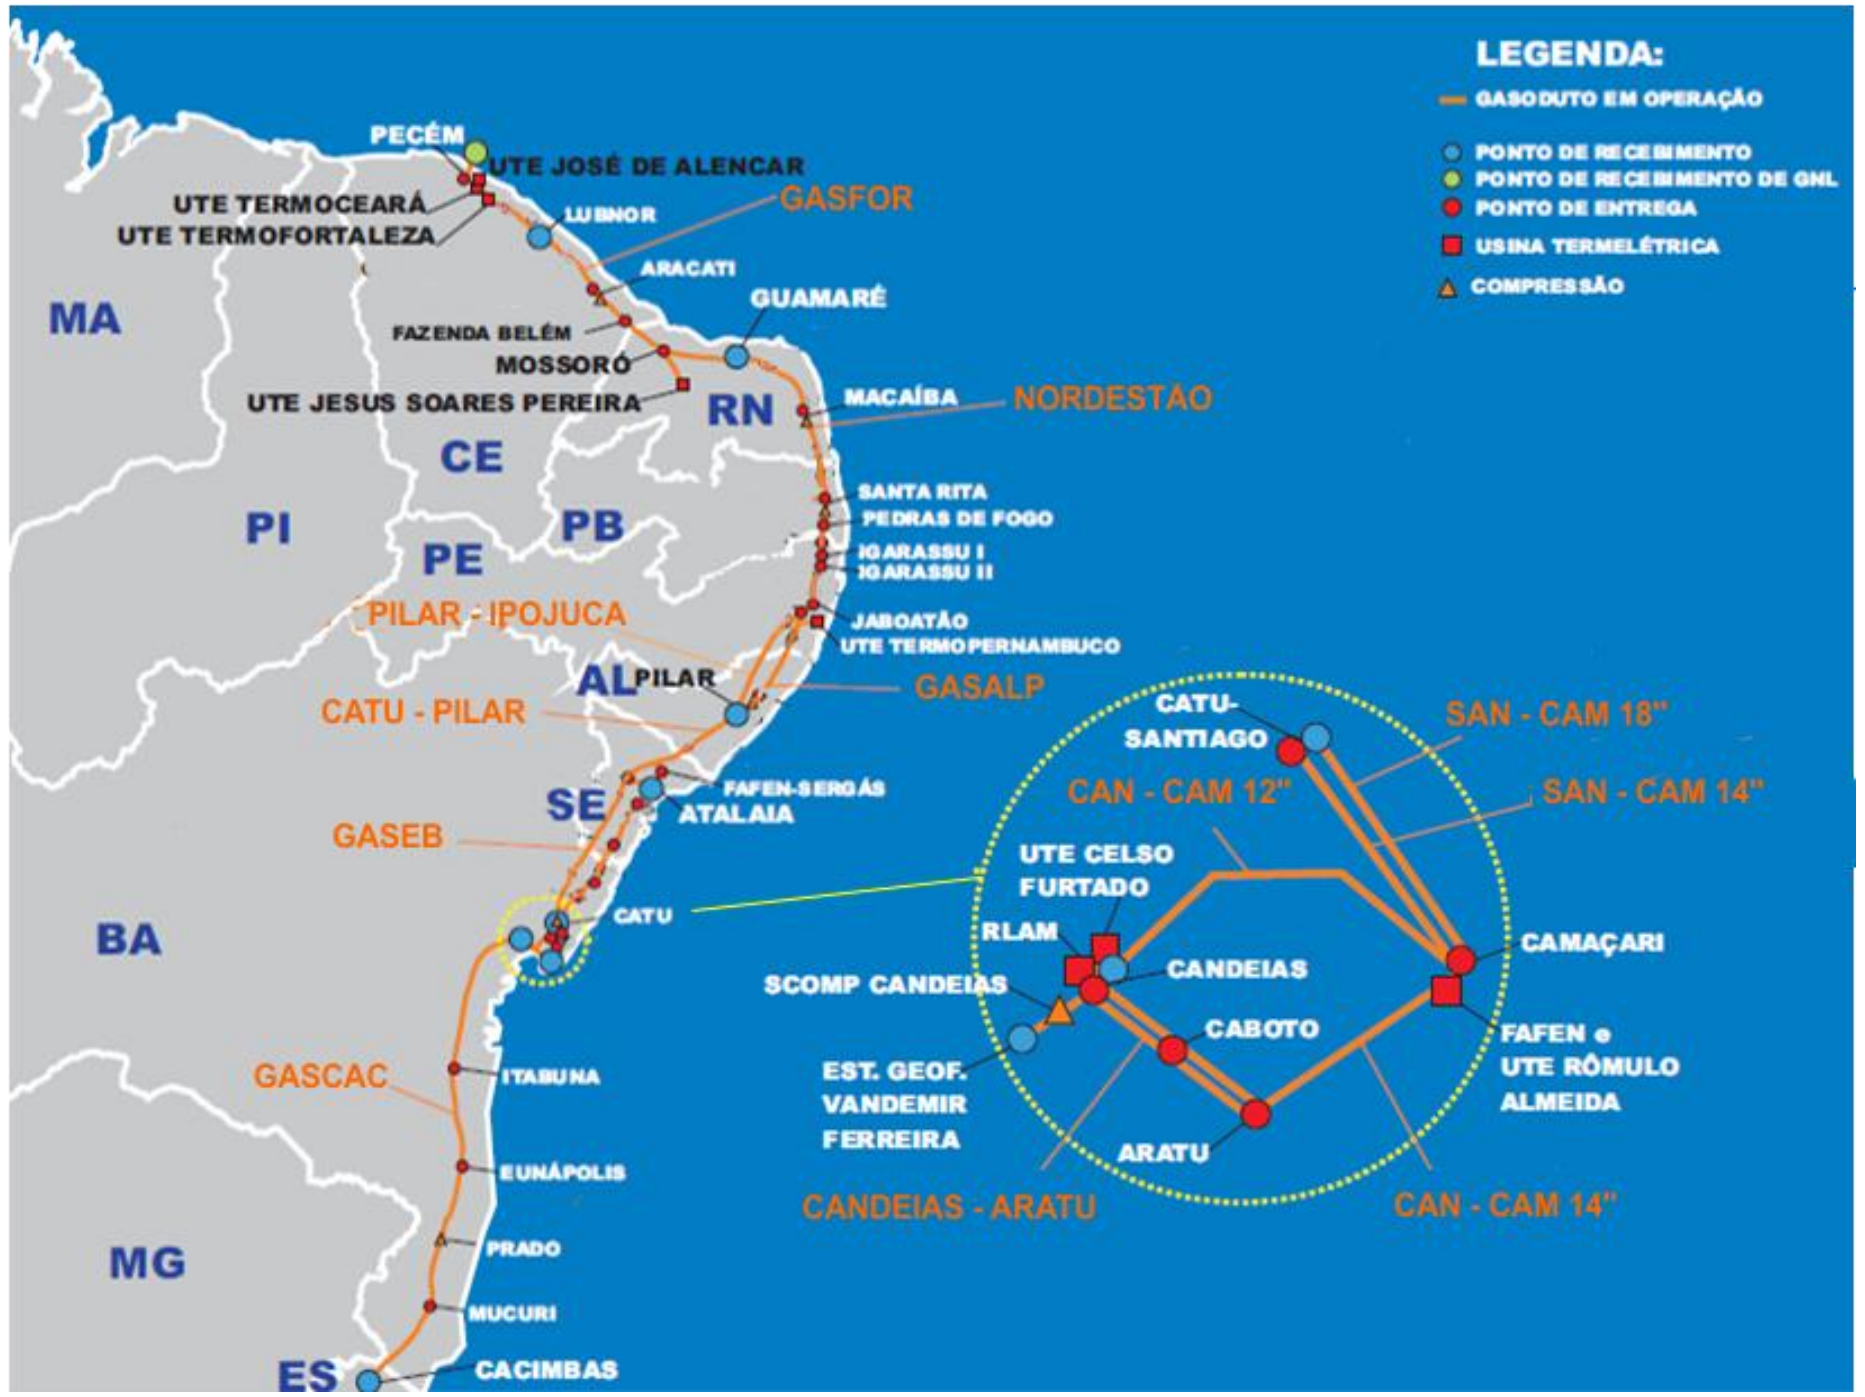 LEGENDA:
GASODUTO EM OPERAÇÃO
PONTO DE RECEBIMENTO
PONTO DE RECEBIMENTO DE GNL
PONTO DE ENTREGA
USINA TERMELÉTRICA
COMPRESSÃO
PECÉM
UTE JOSÉ DE ALENCAR
UTE TERMOCEARÁ
GASFOR
LUBNOR
UTE TERMOFORTALEZA
ARACATI
GUAMARÉ
MA
FAZENDA BELÉM
MOSSORÓ
UTE JESUS SOARES PEREIRA
RN
MACAÍBA
NORDESTÃO
CE
SANTA RITA
PEDRAS DE FOGO
PI
PB
PE
IGARASSU I
IGARASSU II
PILAR - IPOJUCA
JABOATÃO
UTE TERMOPERNAMBUCO
AL
PILAR
GASALP
CATU - PILAR
CATU-
SANTIAGO
SAN - CAM 18"
CAN - CAM 12"
SAN - CAM 14"
FAFEN-SERGÁS
SE
ATALAIA
GASEB
UTE CELSO
FURTADO
CATU
BA
RLAM
CAMAÇARI
CANDEIAS
SCOMP CANDEIAS
CABOTO
FAFEN e
UTE RÔMULO
ALMEIDA
EST. GEOF.
VANDEMIR
FERREIRA
GASCAC
ITABUNA
ARATU
EUNÁPOLIS
CANDEIAS - ARATU
CAN - CAM 14"
PRADO
MG
MUCURI
ES
CACIMBAS